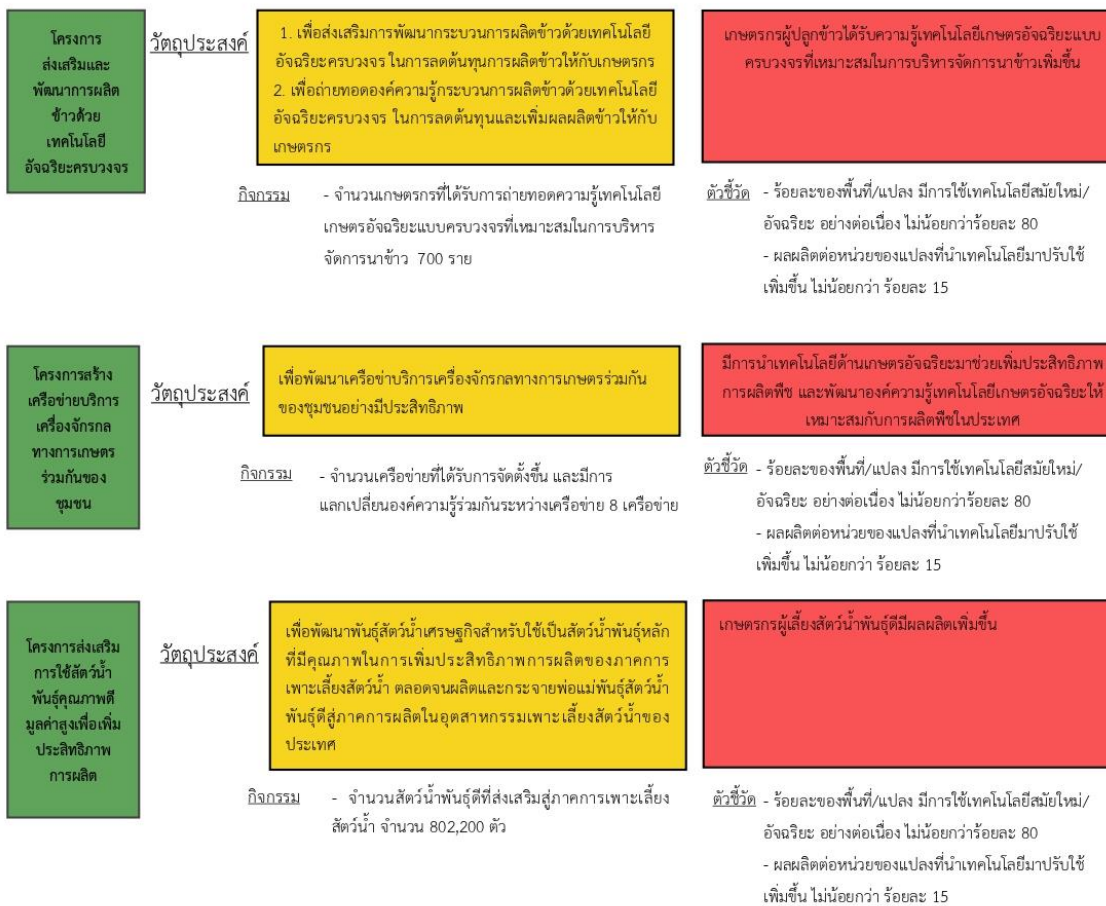 โครงการ
ส่งเสริมและ
พัฒนาการผลิต
ข้าวด้วย
เทคโนโลยี
อัจฉริยะครบวงจร
วัตถุประสงค์
1. เพื่อส่งเสริมการพัฒนากระบวนการผลิตข้าวด้วยเทคโนโลยี
อัจฉริยะครบวงจร ในการลดต้นทุนการผลิตข้าวให้กับเกษตรกร
2. เพื่อถ่ายทอดองค์ความรู้กระบวนการผลิตข้าวด้วยเทคโนโลยี
อัจฉริยะครบวงจร ในการลดต้นทุนและเพิ่มผลผลิตข้าวให้กับ
เกษตรกร
เกษตรกรผู้ปลูกข้าวได้รับความรู้เทคโนโลยีเกษตรอัจฉริยะแบบ
ครบวงจรที่เหมาะสมในการบริหารจัดการนาข้าวเพิ่มขึ้น
กิจกรรม - จำนวนเกษตรกรที่ได้รับการถ่ายทอดความรู้เทคโนโลยี
เกษตรอัจฉริยะแบบครบวงจรที่เหมาะสมในการบริหาร
จัดการนาข้าว 700 ราย
ตัวชี้วัด - ร้อยละของพื้นที่/แปลง มีการใช้เทคโนโลยีสมัยใหม่/
อัจฉริยะ อย่างต่อเนื่อง ไม่น้อยกว่าร้อยละ 80
- ผลผลิตต่อหน่วยของแปลงที่นำเทคโนโลยีมาปรับใช้
เพิ่มขึ้น ไม่น้อยกว่า ร้อยละ 15
โครงการสร้าง
เครือข่ายบริการ
เครื่องจักรกล
ทางการเกษตร
ร่วมกันของ
ชุมชน
วัตถุประสงค์
เพื่อพัฒนาเครือข่าบริการเครื่องจักรกลทางการเกษตรร่วมกัน
ของชุมชนอย่างมีประสิทธิภาพ
มีการนำเทคโนโลยีด้านเกษตรอัจฉริยะมาช่วยเพิ่มประสิทธิภาพ
การผลิตพืช และพัฒนาองค์ความรู้เทคโนโลยีเกษตรอัจฉริยะให้
เหมาะสมกับการผลิตพืชในประเทศ
กิจกรรม - จำนวนเครือข่ายที่ได้รับการจัดตั้งขึ้น และมีการ
แลกเปลี่ยนองค์ความรู้ร่วมกันระหว่างเครือข่าย 8 เครือข่าย
ตัวชี้วัด - ร้อยละของพื้นที่/แปลง มีการใช้เทคโนโลยีสมัยใหม่/
อัจฉริยะ อย่างต่อเนื่อง ไม่น้อยกว่าร้อยละ 80
- ผลผลิตต่อหน่วยของแปลงที่นำเทคโนโลยีมาปรับใช้
เพิ่มขึ้น ไม่น้อยกว่า ร้อยละ 15
โครงการส่งเสริม
การใช้สัตว์น้ำ
พันธุ์คุณภาพดี
มูลค่าสูงเพื่อเพิ่ม
ประสิทธิภาพ
การผลิต
วัตถุประสงค์
เพื่อพัฒนาพันธุ์สัตว์น้ำเศรษฐกิจสำหรับใช้เป็นสัตว์น้ำพันธุ์หลัก
ที่มีคุณภาพในการเพิ่มประสิทธิภาพการผลิตของภาคการ
เพาะเลี้ยงสัตว์น้ำ ตลอดจนผลิตและกระจายพ่อแม่พันธุ์สัตว์น้ำ
พันธุ์ดีสู่ภาคการผลิตในอุตสาหกรรมเพาะเลี้ยงสัตว์น้ำของ
ประเทศ
เกษตรกรผู้เลี้ยงสัตว์น้ำพันธุ์ดีมีผลผลิตเพิ่มขึ้น
กิจกรรม - จำนวนสัตว์น้ำพันธุ์ดีที่ส่งเสริมสู่ภาคการเพาะเลี้ยง
สัตว์น้ำ จำนวน 802,200 ตัว
ตัวชี้วัด - ร้อยละของพื้นที่/แปลง มีการใช้เทคโนโลยีสมัยใหม่/
อัจฉริยะ อย่างต่อเนื่อง ไม่น้อยกว่าร้อยละ 80
- ผลผลิตต่อหน่วยของแปลงที่นำเทคโนโลยีมาปรับใช้
เพิ่มขึ้น ไม่น้อยกว่า ร้อยละ 15